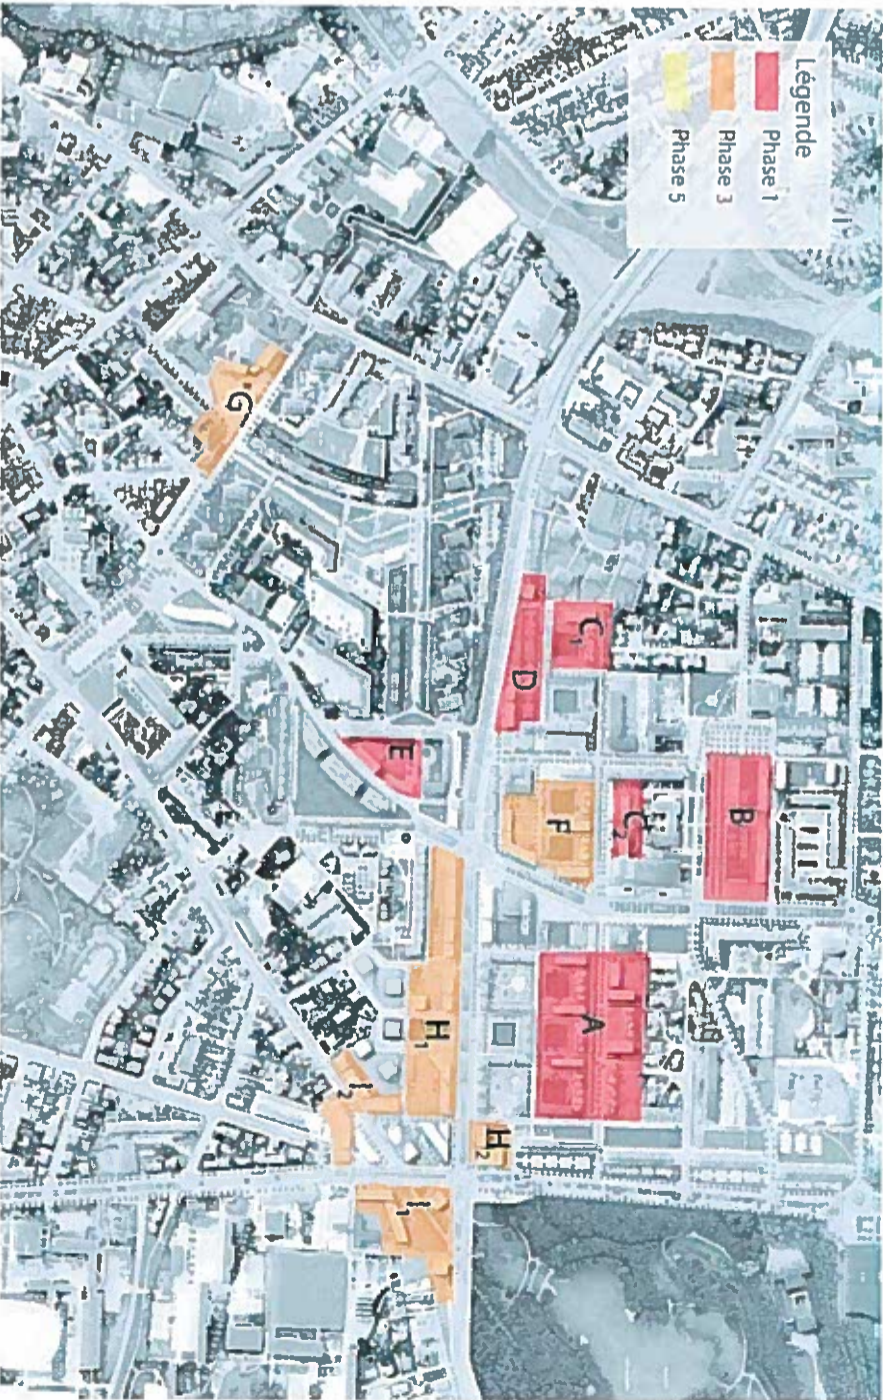 Légende
Phase 1
Phase 3
Phase 5
A
B
C₁
C₂
D
E
F
G
H₁
H₂
I₁
I₂